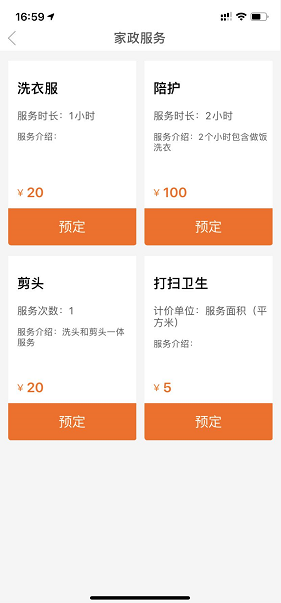 16:59
家政服务
洗衣服
服务时长：1小时
服务介绍：
¥ 20
预定
陪护
服务时长：2小时
服务介绍：2个小时包含做饭
洗衣
¥ 100
预定
剪头
服务次数：1
服务介绍：洗头和剪头一体
服务
¥ 20
预定
打扫卫生
计价单位：服务面积（平
方米）
服务介绍：
¥ 5
预定